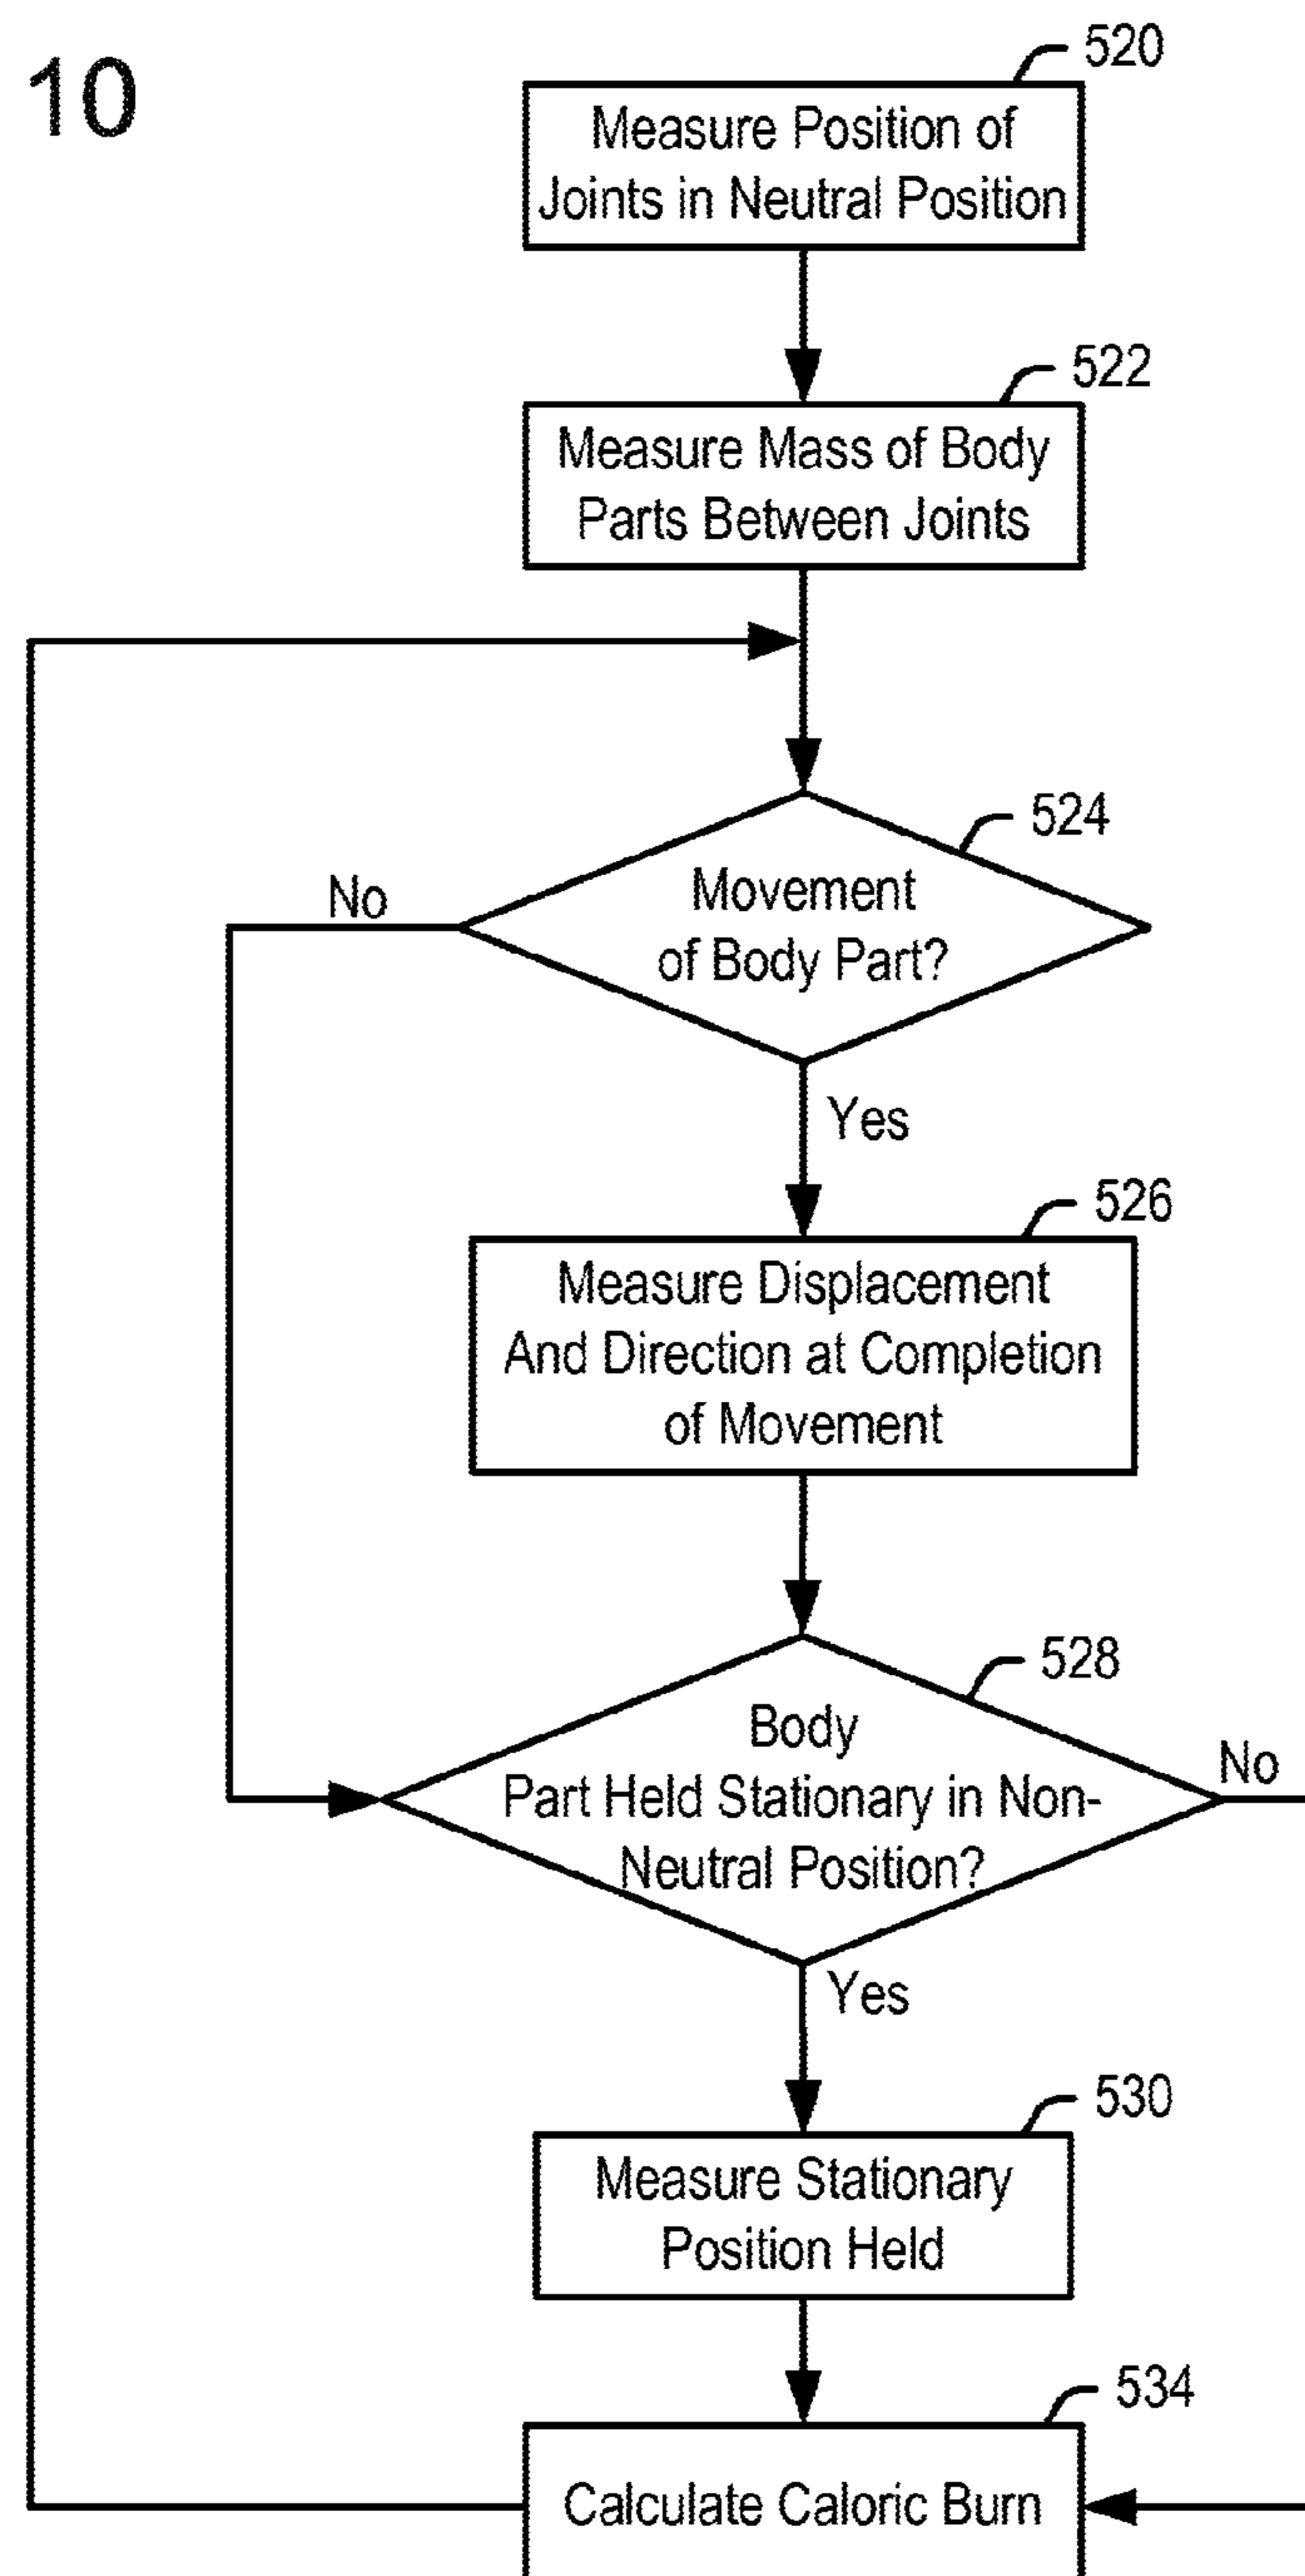 10
520
Measure Position of
Joints in Neutral Position
522
Measure Mass of Body
Parts Between Joints
524
No
Movement
of Body Part?
Yes
526
Measure Displacement
And Direction at Completion
of Movement
528
Body
Part Held Stationary in Non-
Neutral Position?
No
Yes
530
Measure Stationary
Position Held
534
Calculate Caloric Burn